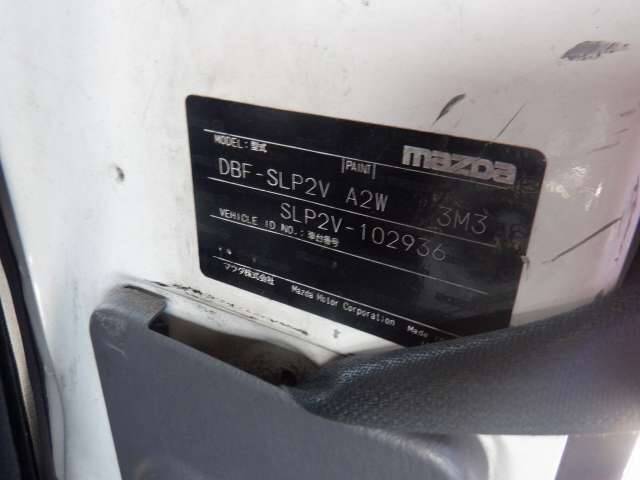 mazda
MODEL:型式 PAINT
DBF-SLP2V A2W 3M3
SLP2V-102936
VEHICLE ID NO.:車台番号
マツダ株式会社 Mazda Motor Corporation Made